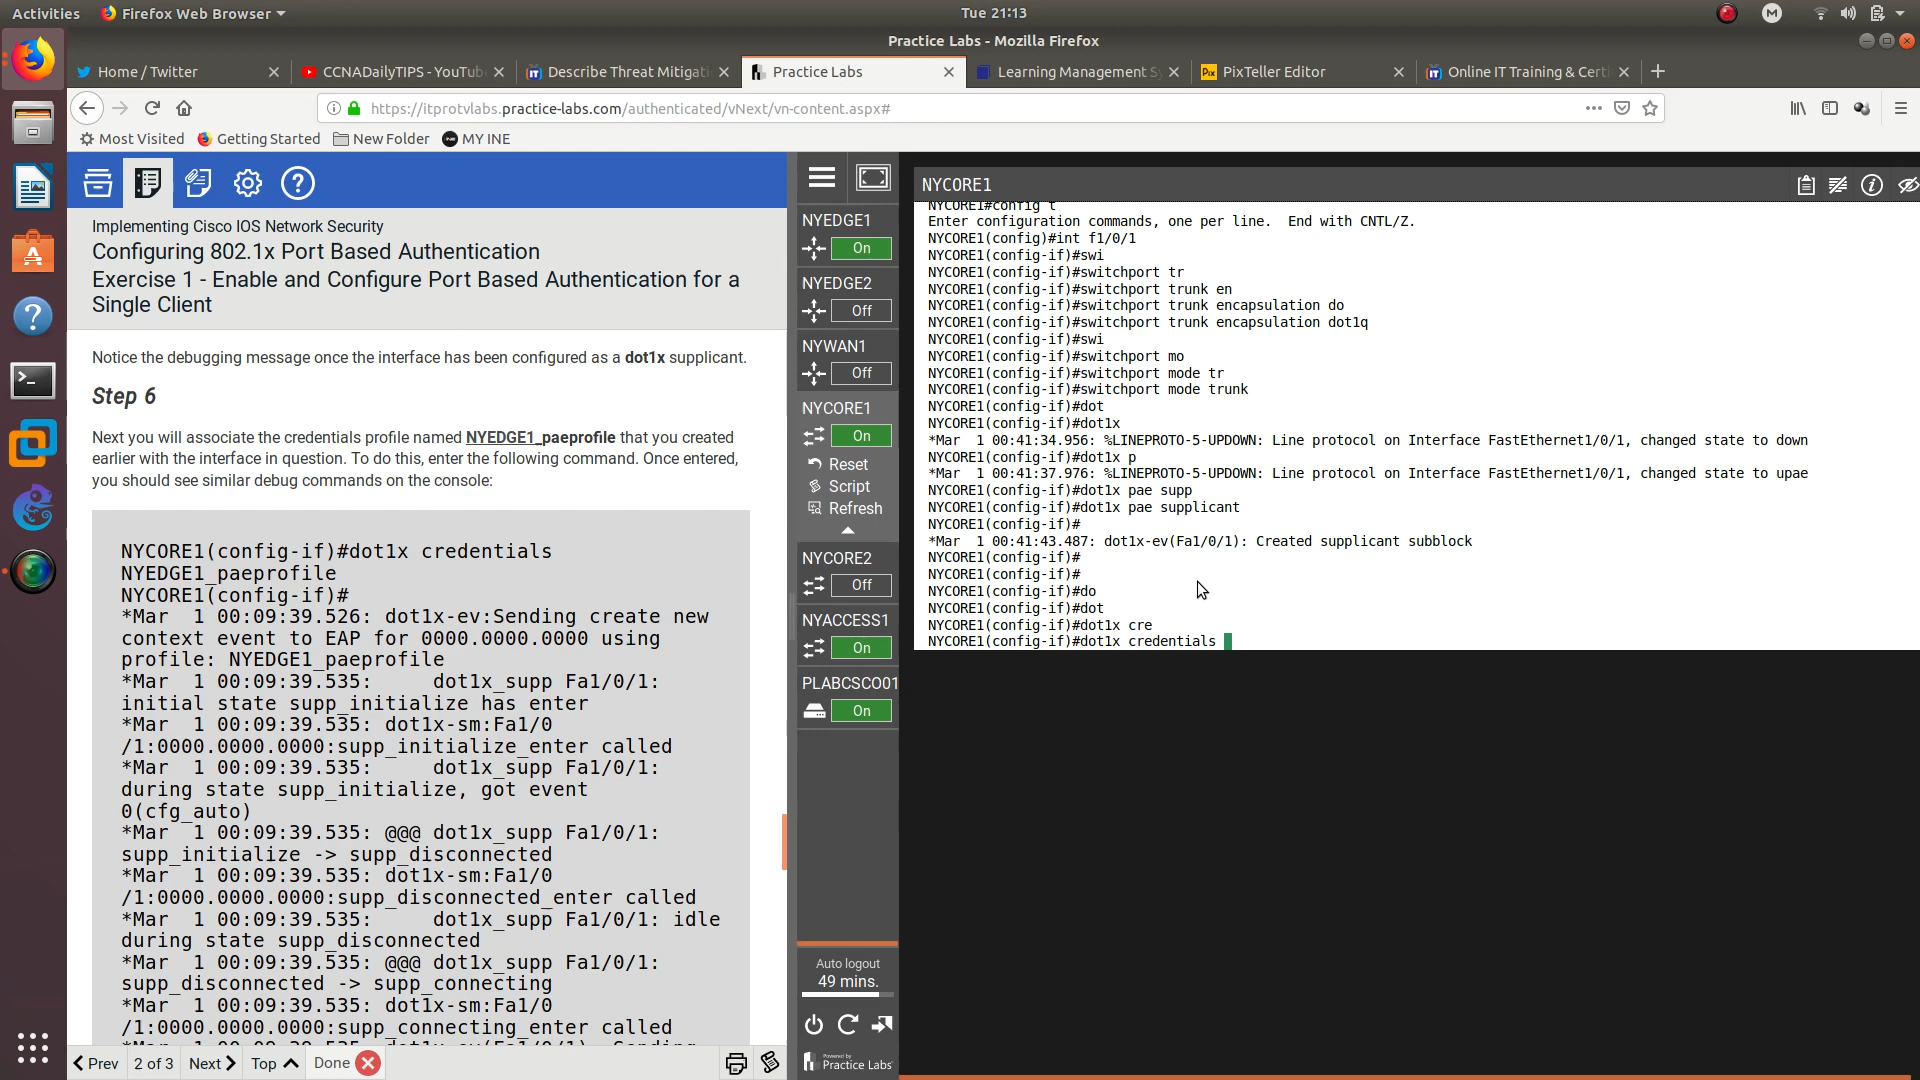 Activities
Firefox Web Browser
Tue 21:13
Practice Labs - Mozilla Firefox
Home / Twitter
CCNADailyTIPS - YouTub
Describe Threat Mitigati
Practice Labs
Learning Management Sy
PixTeller Editor
Online IT Training & Certi
https://itprotvlabs.practice-labs.com/authenticated/vNext/vn-content.aspx#
Most Visited
Getting Started
New Folder
MY INE
Implementing Cisco IOS Network Security
Configuring 802.1x Port Based Authentication
Exercise 1 - Enable and Configure Port Based Authentication for a
Single Client
Notice the debugging message once the interface has been configured as a dot1x supplicant.
Step 6
Next you will associate the credentials profile named NYEDGE1_paeprofile that you created
earlier with the interface in question. To do this, enter the following command. Once entered,
you should see similar debug commands on the console:
NYCORE1(config-if)#dot1x credentials
NYEDGE1_paeprofile
NYCORE1(config-if)#
*Mar  1 00:09:39.526: dot1x-ev:Sending create new
context event to EAP for 0000.0000.0000 using
profile: NYEDGE1_paeprofile
*Mar  1 00:09:39.535:     dot1x_supp Fa1/0/1:
initial state supp_initialize has enter
*Mar  1 00:09:39.535: dot1x-sm:Fa1/0
/1:0000.0000.0000:supp_initialize_enter called
*Mar  1 00:09:39.535:     dot1x_supp Fa1/0/1:
during state supp_initialize, got event
0(cfg_auto)
*Mar  1 00:09:39.535: @@@ dot1x_supp Fa1/0/1:
supp_initialize -> supp_disconnected
*Mar  1 00:09:39.535: dot1x-sm:Fa1/0
/1:0000.0000.0000:supp_disconnected_enter called
*Mar  1 00:09:39.535:     dot1x_supp Fa1/0/1: idle
during state supp_disconnected
*Mar  1 00:09:39.535: @@@ dot1x_supp Fa1/0/1:
supp_disconnected -> supp_connecting
*Mar  1 00:09:39.535: dot1x-sm:Fa1/0
/1:0000.0000.0000:supp_connecting_enter called
Prev
2 of 3
Next
Top
Done
NYEDGE1
On
NYEDGE2
Off
NYWAN1
Off
NYCORE1
On
Reset
Script
Refresh
NYCORE2
Off
NYACCESS1
On
PLABCSCO01
On
Auto logout
49 mins.
Powered by
Practice Labs
NYCORE1
NYCORE1#config t
Enter configuration commands, one per line.  End with CNTL/Z.
NYCORE1(config)#int f1/0/1
NYCORE1(config-if)#swi
NYCORE1(config-if)#switchport tr
NYCORE1(config-if)#switchport trunk en
NYCORE1(config-if)#switchport trunk encapsulation do
NYCORE1(config-if)#switchport trunk encapsulation dot1q
NYCORE1(config-if)#swi
NYCORE1(config-if)#switchport mo
NYCORE1(config-if)#switchport mode tr
NYCORE1(config-if)#switchport mode trunk
NYCORE1(config-if)#dot
NYCORE1(config-if)#dot1x
*Mar  1 00:41:34.956: %LINEPROTO-5-UPDOWN: Line protocol on Interface FastEthernet1/0/1, changed state to down
NYCORE1(config-if)#dot1x p
*Mar  1 00:41:37.976: %LINEPROTO-5-UPDOWN: Line protocol on Interface FastEthernet1/0/1, changed state to upae
NYCORE1(config-if)#dot1x pae supp
NYCORE1(config-if)#dot1x pae supplicant
NYCORE1(config-if)#
*Mar  1 00:41:43.487: dot1x-ev(Fa1/0/1): Created supplicant subblock
NYCORE1(config-if)#
NYCORE1(config-if)#
NYCORE1(config-if)#do
NYCORE1(config-if)#dot
NYCORE1(config-if)#dot1x cre
NYCORE1(config-if)#dot1x credentials